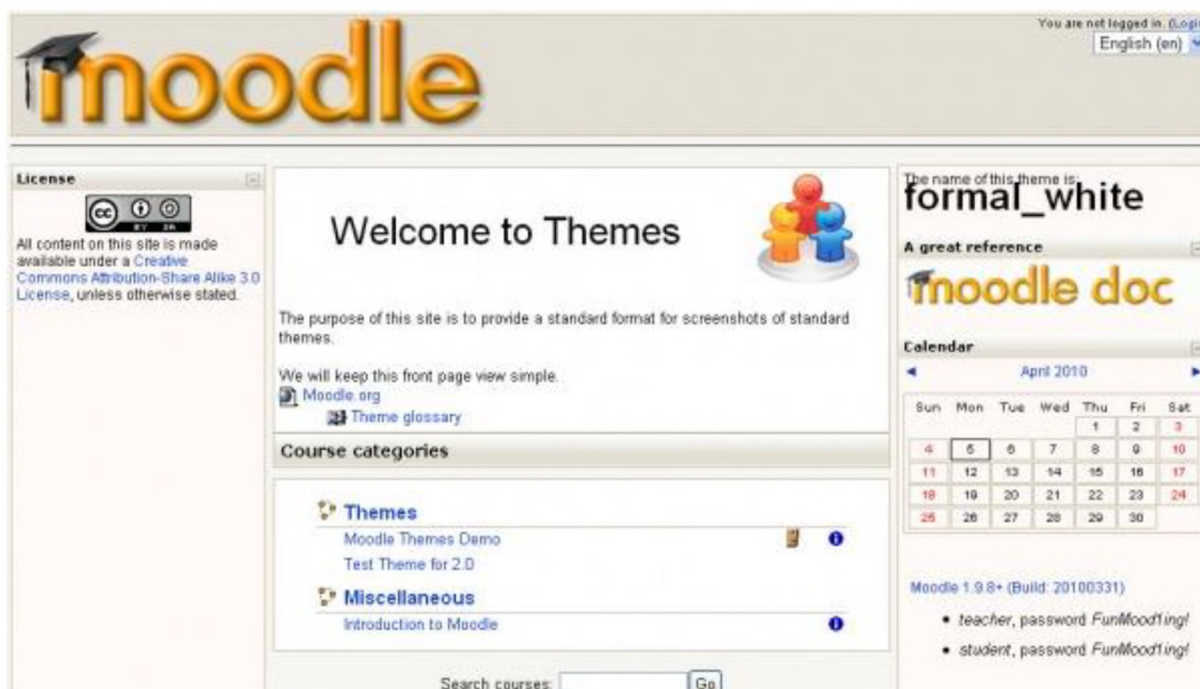 moodle
You are not logged in. (Login
English (en)
License
cc
BY SA
All content on this site is made
available under a Creative
Commons Attribution-Share Alike 3.0
License, unless otherwise stated.
Welcome to Themes
The purpose of this site is to provide a standard format for screenshots of standard
themes.
We will keep this front page view simple.
Moodle.org
Theme glossary
Course categories
Themes
Moodle Themes Demo
Test Theme for 2.0
Miscellaneous
Introduction to Moodle
Search courses: Go
The name of this theme is:
formal_white
A great reference
moodle doc
Calendar
April 2010
Sun Mon Tue Wed Thu Fri Sat
1 2 3
4 5 6 7 8 9 10
11 12 13 14 15 16 17
18 19 20 21 22 23 24
25 26 27 28 29 30
Moodle 1.9.8+ (Build: 20100331)
• teacher, password FunMood1ing!
• student, password FunMood1ing!